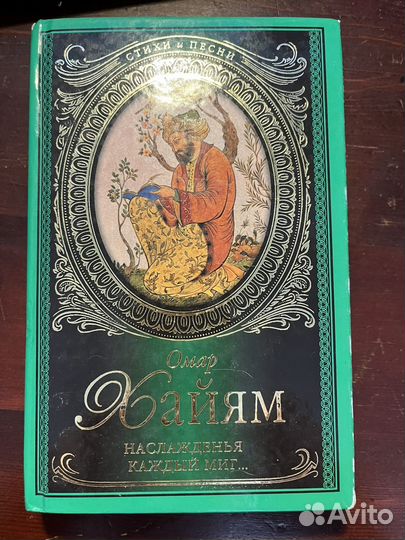 СТИХИ и ПЕСНИ
Омар
Хайям
НАСЛАЖДЕНЬЯ
КАЖДЫЙ МИГ...
Avito